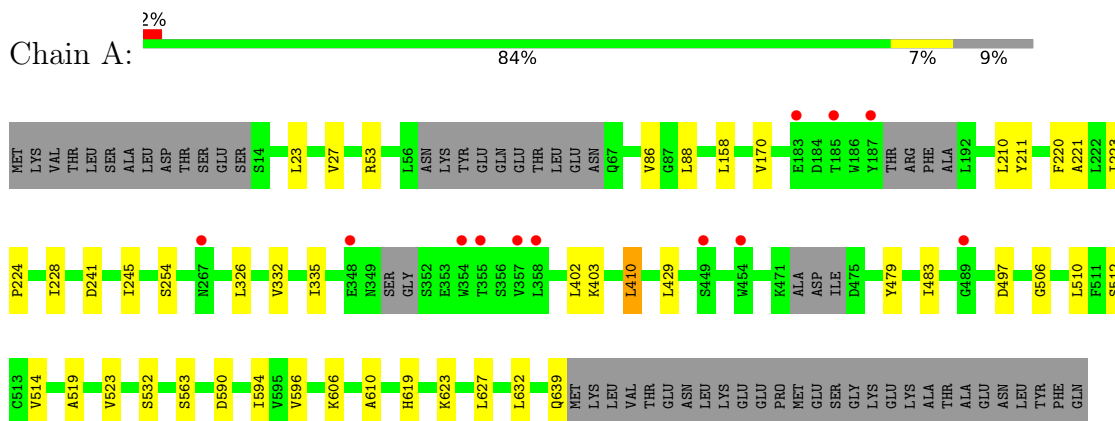 2%
Chain A:
84% 7% 9%
MET LYS VAL THR LEU SER ALA LEU ASP THR SER GLU SER S14 L23 V27 R53 L56 ASN LYS TYR GLU GLN GLU THR LEU GLU ASN Q67 V86 G87 L88 L158 V170 E183 D184 T185 W186 Y187 THR ARG PHE ALA L192 L210 Y211 F220 A221 L222
P224 I228 D241 I245 S254 N267 L326 V332 I335 E348 N349 SER GLY S352 E353 W354 T355 S356 V357 L358 L402 K403 L410 L429 S449 W454 K471 ALA ASP ILE D475 Y479 I483 G489 D497 G506 L510 F511 S512
C513 V514 A519 V523 S532 S563 D590 I594 V595 V596 K606 A610 H619 K623 L627 L632 Q639 MET LYS LEU VAL THR GLU ASN LEU LYS GLU GLU PRO MET GLU SER GLY LYS GLU LYS ALA THR ALA GLU ASN LEU TYR PHE GLN